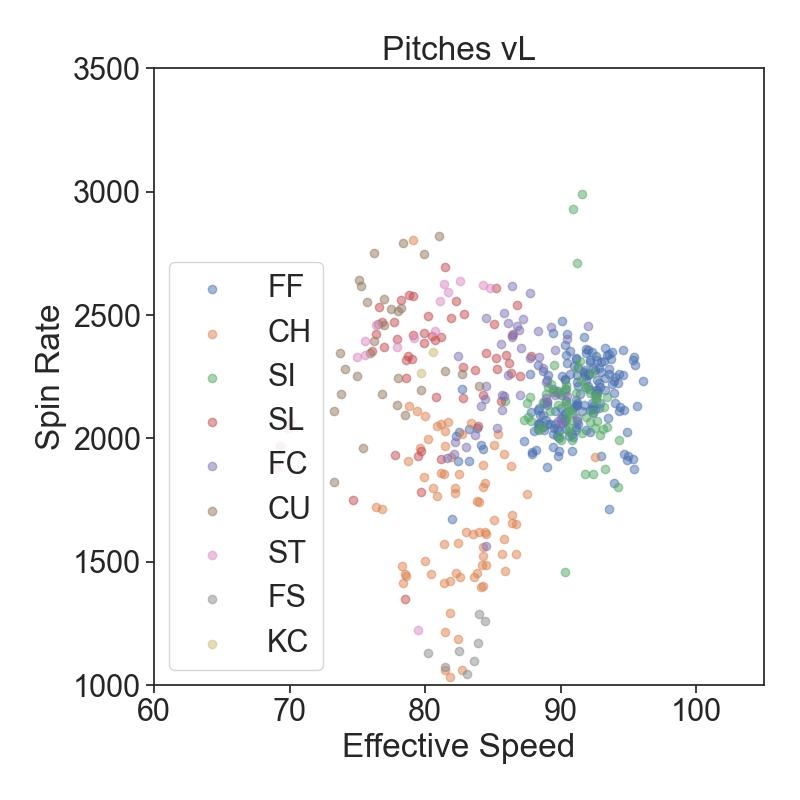 Pitches vL
3500
3000
2500
2000
1500
1000
Spin Rate
FF
CH
SI
SL
FC
CU
ST
FS
KC
60 70 80 90 100
Effective Speed